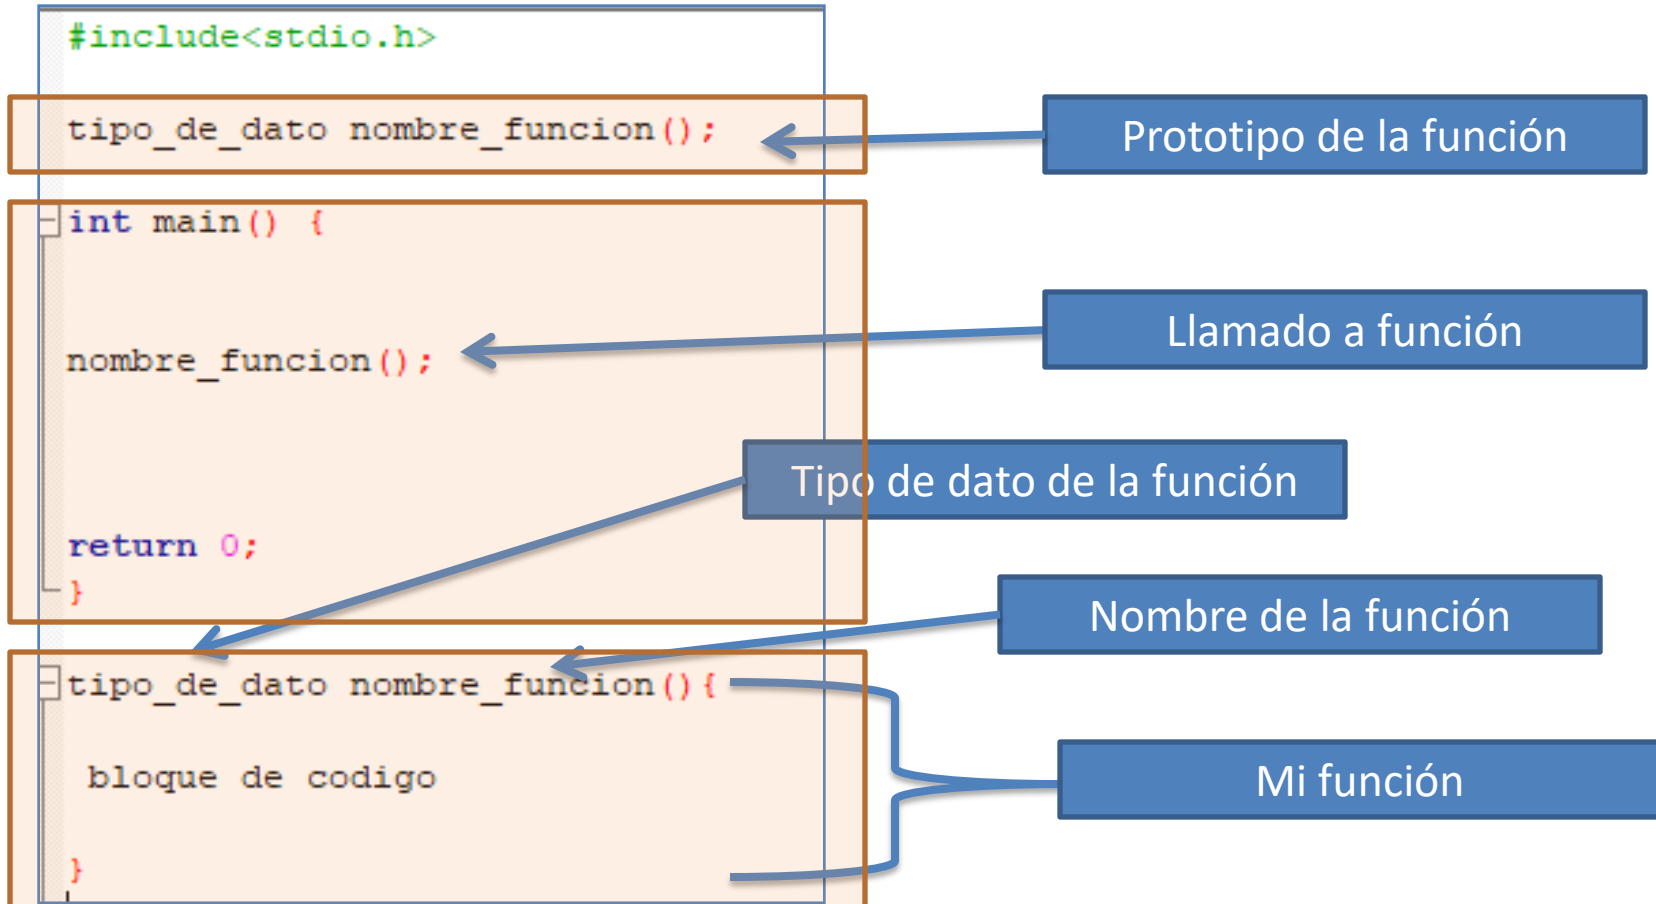 #include<stdio.h>
tipo_de_dato nombre_funcion();
Prototipo de la función
int main() {
nombre_funcion();
Llamado a función
Tipo de dato de la función
return 0;
}
Nombre de la función
tipo_de_dato nombre_funcion(){
bloque de codigo
Mi función
}